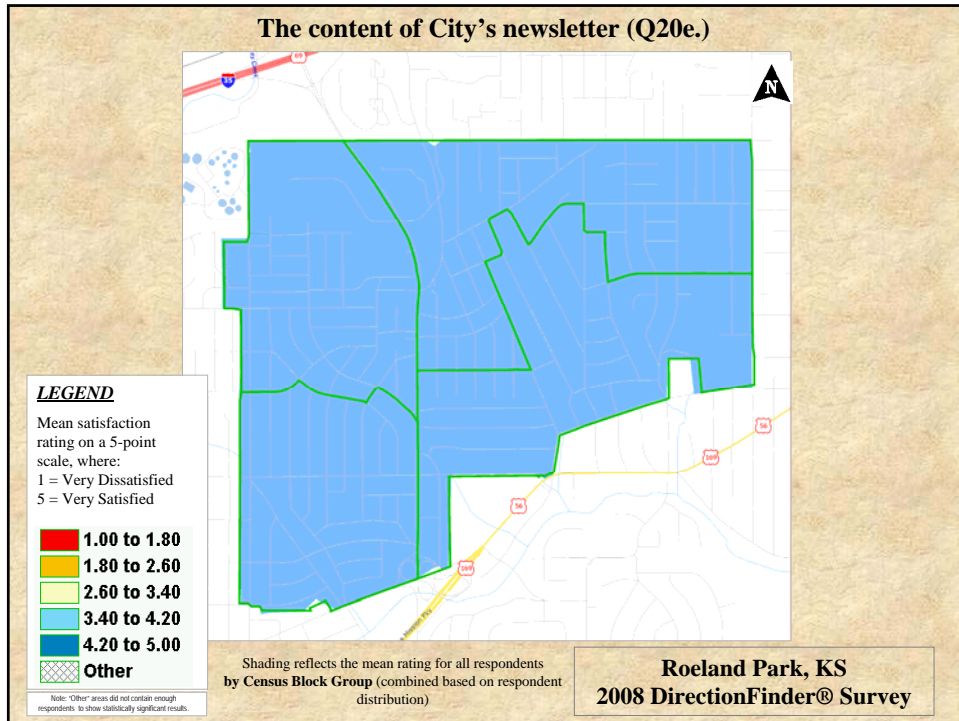 The content of City's newsletter (Q20e.)
69
35
N
LEGEND
Mean satisfaction
rating on a 5-point
scale, where:
1 = Very Dissatisfied
5 = Very Satisfied
1.00 to 1.80
1.80 to 2.60
2.60 to 3.40
3.40 to 4.20
4.20 to 5.00
Other
Note: "Other" areas did not contain enough
respondents to show statistically significant results.
56
169
56
169
Mission Pky
Shading reflects the mean rating for all respondents
by Census Block Group (combined based on respondent
distribution)
Roeland Park, KS
2008 DirectionFinder® Survey